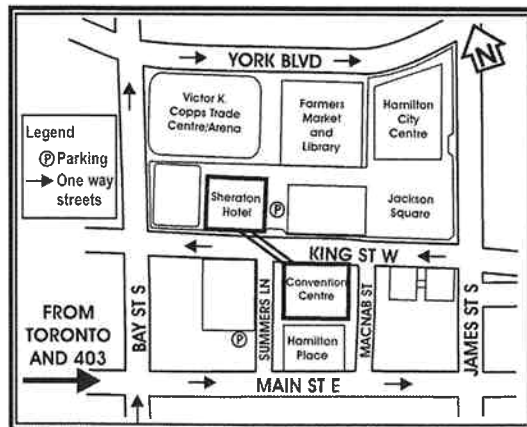 YORK BLVD
N
Victor K.
Copps Trade
Centre/Arena
Farmers
Market
and
Library
Hamilton
City
Centre
Legend
P Parking
One way
streets
Sheraton
Hotel
P
Jackson
Square
KING ST W
BAY ST S
SUMMERS LN
Convention
Centre
MACNAB ST
JAMES ST S
FROM
TORONTO
AND 403
P
Hamilton
Place
MAIN ST E